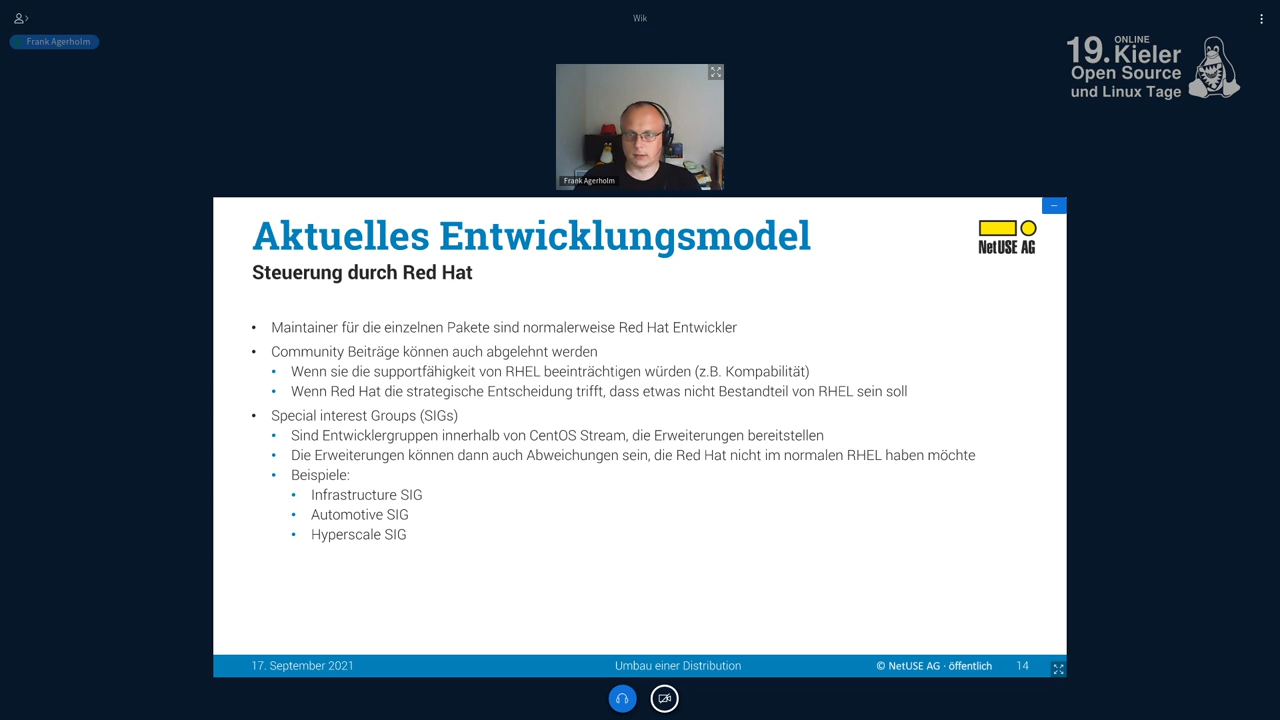 Wik
Frank Agerholm
ONLINE
19. Kieler
Open Source
und Linux Tage
Frank Agerholm
Aktuelles Entwicklungsmodel
NetUSE AG
Steuerung durch Red Hat
• Maintainer für die einzelnen Pakete sind normalerweise Red Hat Entwickler
• Community Beiträge können auch abgelehnt werden
• Wenn sie die supportfähigkeit von RHEL beeinträchtigen würden (z.B. Kompabilität)
• Wenn Red Hat die strategische Entscheidung trifft, dass etwas nicht Bestandteil von RHEL sein soll
• Special interest Groups (SIGs)
• Sind Entwicklergruppen innerhalb von CentOS Stream, die Erweiterungen bereitstellen
• Die Erweiterungen können dann auch Abweichungen sein, die Red Hat nicht im normalen RHEL haben möchte
• Beispiele:
• Infrastructure SIG
• Automotive SIG
• Hyperscale SIG
17. September 2021 Umbau einer Distribution © NetUSE AG · öffentlich 14